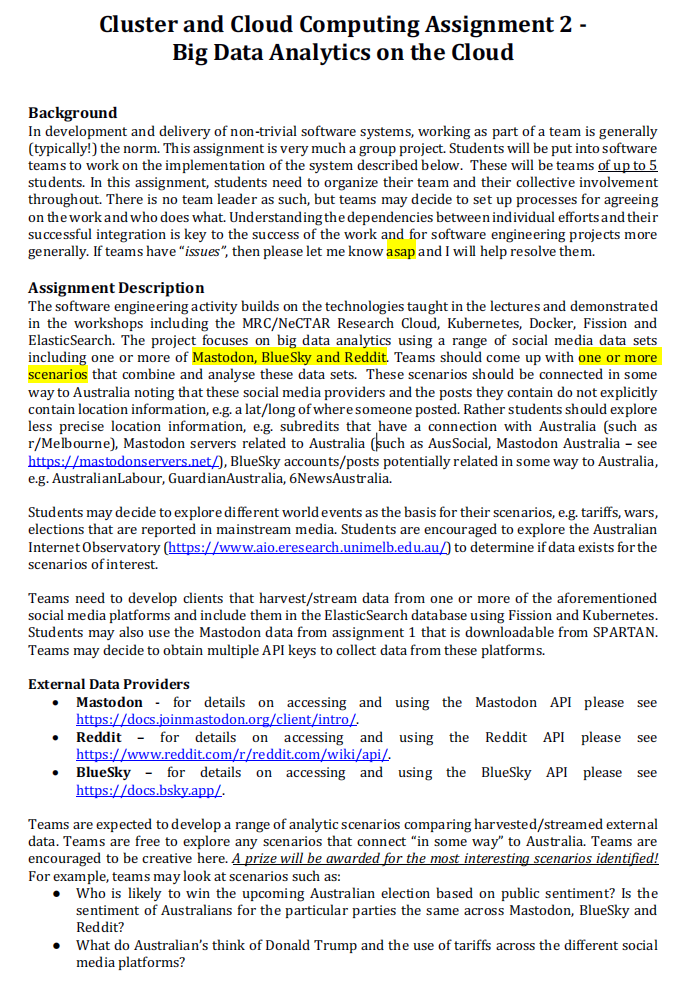 Cluster and Cloud Computing Assignment 2 -
Big Data Analytics on the Cloud
Background
In development and delivery of non-trivial software systems, working as part of a team is generally
(typically!) the norm. This assignment is very much a group project. Students will be put into software
teams to work on the implementation of the system described below. These will be teams of up to 5
students. In this assignment, students need to organize their team and their collective involvement
throughout. There is no team leader as such, but teams may decide to set up processes for agreeing
on the work and who does what. Understanding the dependencies between individual efforts and their
successful integration is key to the success of the work and for software engineering projects more
generally. If teams have “issues”, then please let me know asap and I will help resolve them.
Assignment Description
The software engineering activity builds on the technologies taught in the lectures and demonstrated
in the workshops including the MRC/NeCTAR Research Cloud, Kubernetes, Docker, Fission and
ElasticSearch. The project focuses on big data analytics using a range of social media data sets
including one or more of Mastodon, BlueSky and Reddit. Teams should come up with one or more
scenarios that combine and analyse these data sets. These scenarios should be connected in some
way to Australia noting that these social media providers and the posts they contain do not explicitly
contain location information, e.g. a lat/long of where someone posted. Rather students should explore
less precise location information, e.g. subredits that have a connection with Australia (such as
r/Melbourne), Mastodon servers related to Australia (such as AusSocial, Mastodon Australia – see
https://mastodonservers.net/), BlueSky accounts/posts potentially related in some way to Australia,
e.g. AustralianLabour, GuardianAustralia, 6NewsAustralia.
Students may decide to explore different world events as the basis for their scenarios, e.g. tariffs, wars,
elections that are reported in mainstream media. Students are encouraged to explore the Australian
Internet Observatory (https://www.aio.eresearch.unimelb.edu.au/) to determine if data exists for the
scenarios of interest.
Teams need to develop clients that harvest/stream data from one or more of the aforementioned
social media platforms and include them in the ElasticSearch database using Fission and Kubernetes.
Students may also use the Mastodon data from assignment 1 that is downloadable from SPARTAN.
Teams may decide to obtain multiple API keys to collect data from these platforms.
External Data Providers
• Mastodon - for details on accessing and using the Mastodon API please see
https://docs.joinmastodon.org/client/intro/.
• Reddit – for details on accessing and using the Reddit API please see
https://www.reddit.com/r/reddit.com/wiki/api/.
• BlueSky – for details on accessing and using the BlueSky API please see
https://docs.bsky.app/.
Teams are expected to develop a range of analytic scenarios comparing harvested/streamed external
data. Teams are free to explore any scenarios that connect “in some way” to Australia. Teams are
encouraged to be creative here. A prize will be awarded for the most interesting scenarios identified!
For example, teams may look at scenarios such as:
• Who is likely to win the upcoming Australian election based on public sentiment? Is the
sentiment of Australians for the particular parties the same across Mastodon, BlueSky and
Reddit?
• What do Australian’s think of Donald Trump and the use of tariffs across the different social
media platforms?